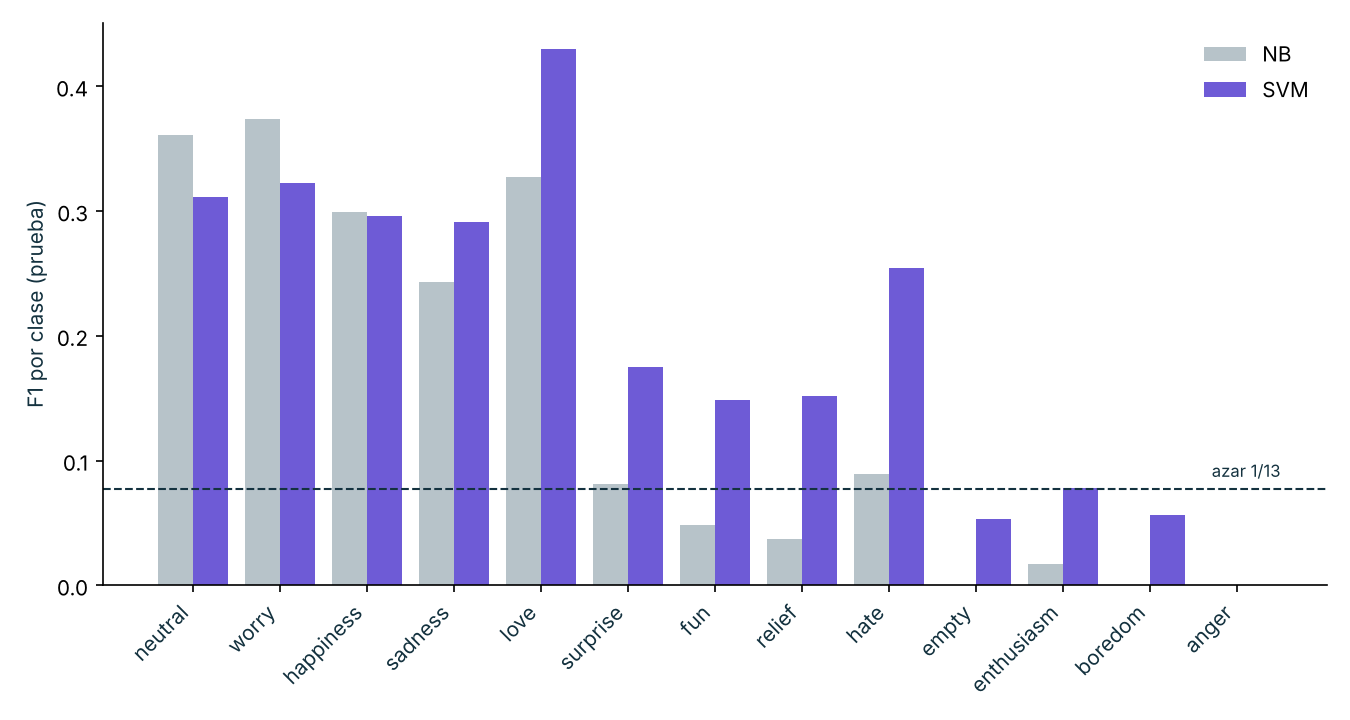 NB
SVM
F1 por clase (prueba)
0.4
0.3
0.2
0.1
0.0
azar 1/13
neutral
worry
happiness
sadness
love
surprise
fun
relief
hate
empty
enthusiasm
boredom
anger